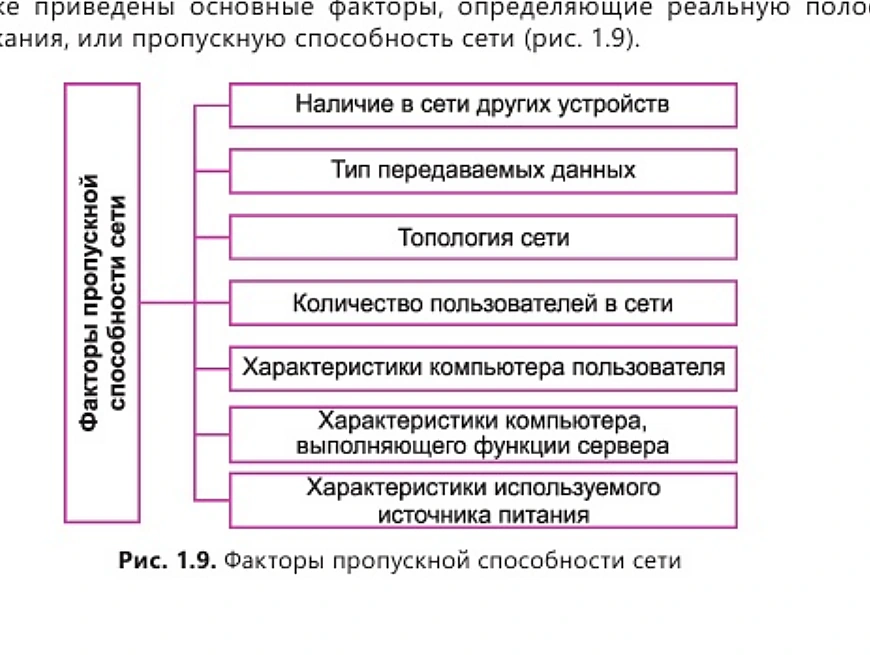 приведены основные факторы, определяющие реальную
или пропускную способность сети (рис. 1.9).
Факторы пропускной
способности сети
Наличие в сети других устройств
Тип передаваемых данных
Топология сети
Количество пользователей в сети
Характеристики компьютера пользователя
Характеристики компьютера,
выполняющего функции сервера
Характеристики используемого
источника питания
Рис. 1.9. Факторы пропускной способности сети